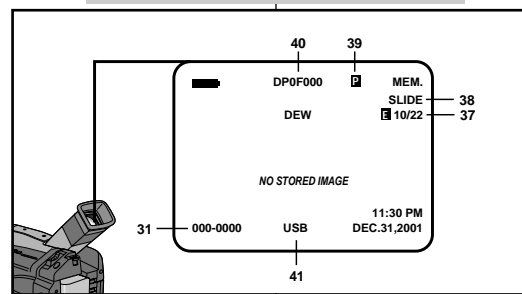 40 39
DP0F000 P MEM.
SLIDE 38
DEW E 10/22 37
NO STORED IMAGE
11:30 PM
31 000-0000 USB DEC.31,2001
41